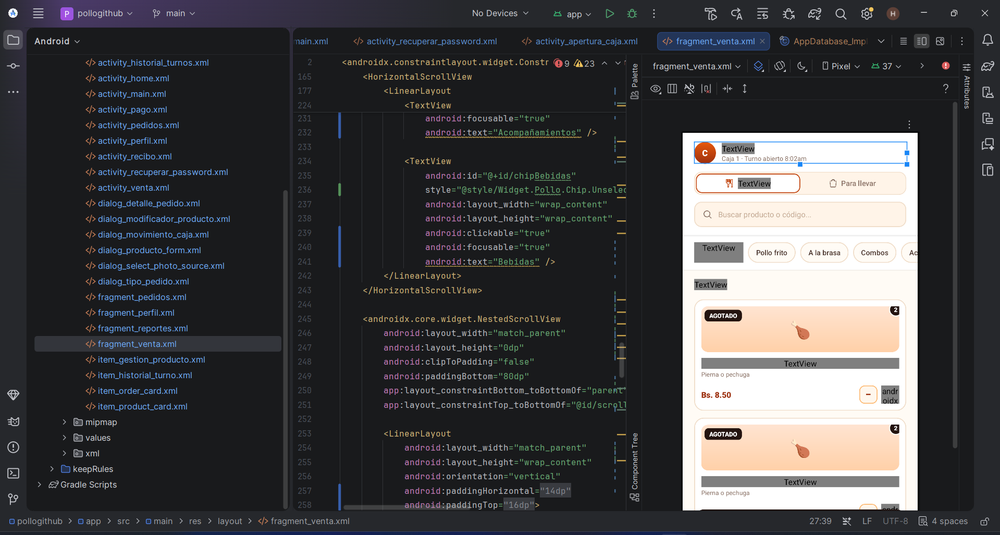 P pollogithub main No Devices app H
Android
activity_historial_turnos.xml
activity_home.xml
activity_main.xml
activity_pago.xml
activity_pedidos.xml
activity_perfil.xml
activity_recibo.xml
activity_recuperar_password.xml
activity_venta.xml
dialog_detalle_pedido.xml
dialog_modificador_producto.xml
dialog_movimiento_caja.xml
dialog_producto_form.xml
dialog_select_photo_source.xml
dialog_tipo_pedido.xml
fragment_pedidos.xml
fragment_perfil.xml
fragment_reportes.xml
fragment_venta.xml
item_gestion_producto.xml
item_historial_turno.xml
item_order_card.xml
item_product_card.xml
mipmap
values
xml
keepRules
Gradle Scripts
main.xml activity_recuperar_password.xml activity_apertura_caja.xml fragment_venta.xml AppDatabase_Impl
9 23
2 <androidx.constraintlayout.widget.Constr
165 <HorizontalScrollView
177 <LinearLayout
224 <TextView
231 android:focusable="true"
232 android:text="Acompañamientos" />
233
234 <TextView
235 android:id="@+id/chipBebidas"
236 style="@style/Widget.Pollo.Chip.Unselec
237 android:layout_width="wrap_content"
238 android:layout_height="wrap_content"
239 android:clickable="true"
240 android:focusable="true"
241 android:text="Bebidas" />
242 </LinearLayout>
243 </HorizontalScrollView>
244
245 <androidx.core.widget.NestedScrollView
246 android:layout_width="match_parent"
247 android:layout_height="0dp"
248 android:clipToPadding="false"
249 android:paddingBottom="80dp"
250 app:layout_constraintBottom_toBottomOf="parent"
251 app:layout_constraintTop_toBottomOf="@id/scroll
252
253 <LinearLayout
254 android:layout_width="match_parent"
255 android:layout_height="wrap_content"
256 android:orientation="vertical"
257 android:paddingHorizontal="14dp"
258 android:paddingTop="16dp">
Palette
Component Tree
fragment_venta.xml Pixel 37
?
Attributes
C TextView
Caja 1 · Turno abierto 8:02am
TextView Para llevar
Buscar producto o código...
TextView Pollo frito A la brasa Combos Ac
TextView
AGOTADO 2
TextView
Pierna o pechuga
Bs. 8.50 − andr
oidx
AGOTADO 2
TextView
Pierna o pechuga
andr
pollogithub > app > src > main > res > layout > fragment_venta.xml 27:39 LF UTF-8 4 spaces